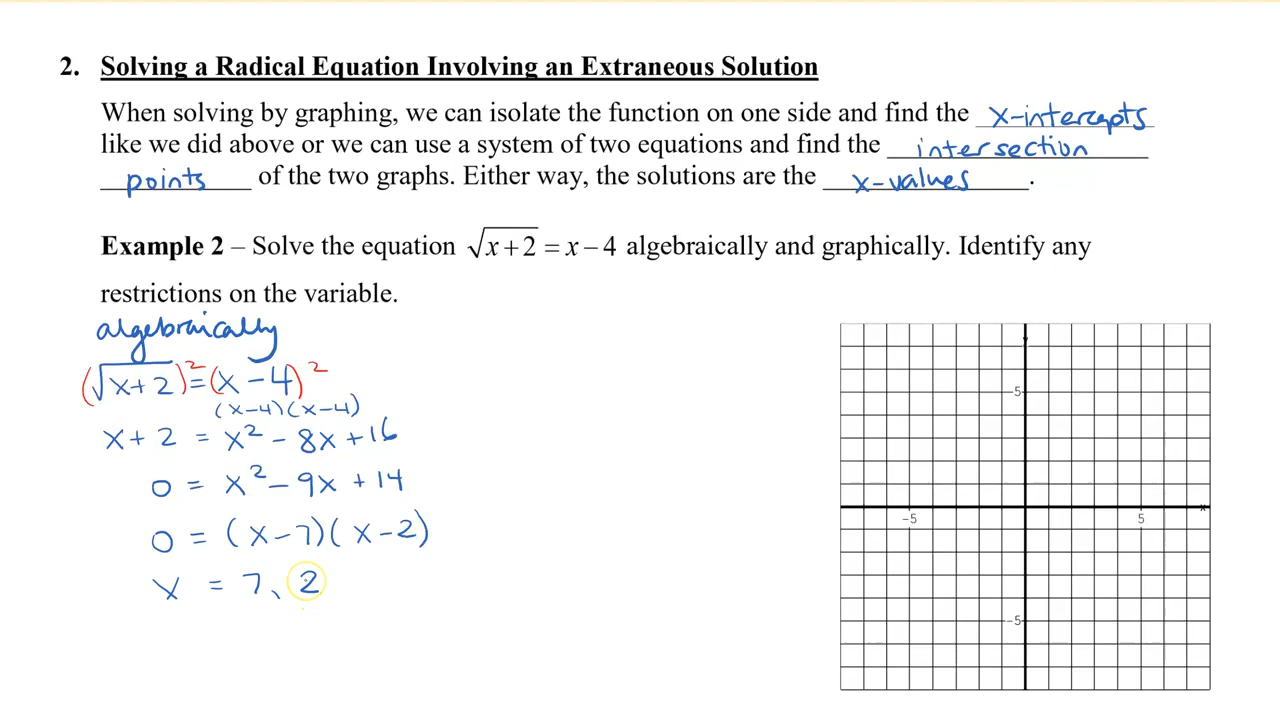 2. Solving a Radical Equation Involving an Extraneous Solution
When solving by graphing, we can isolate the function on one side and find the x-intercepts
like we did above or we can use a system of two equations and find the intersection
points of the two graphs. Either way, the solutions are the x-values.
Example 2 – Solve the equation √(x+2) = x − 4 algebraically and graphically. Identify any
restrictions on the variable.
algebraically
(√x+2)² = (x − 4)²
(x−4)(x−4)
x + 2 = x² − 8x + 16
0 = x² − 9x + 14
0 = (x − 7)(x − 2)
x = 7, 2
5
−5
5
x
−5